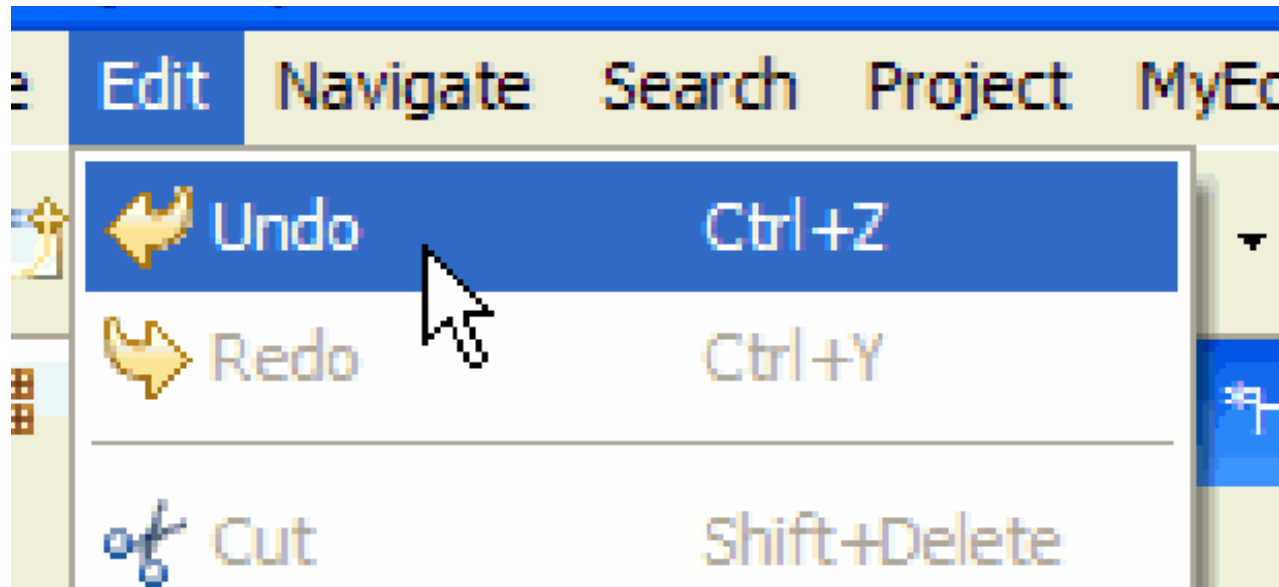 Edit Navigate Search Project
Undo Ctrl+Z
Redo Ctrl+Y
Cut Shift+Delete